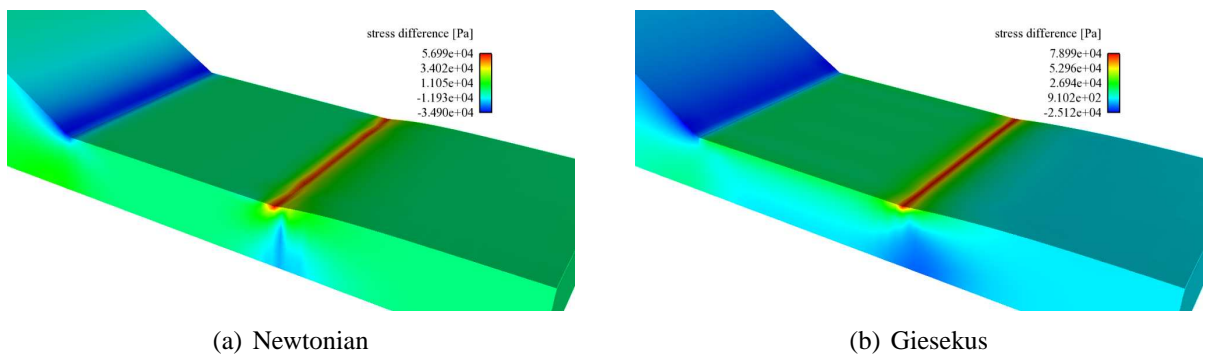 stress difference [Pa]
5.699e+04
3.402e+04
1.105e+04
-1.193e+04
-3.490e+04
(a) Newtonian
stress difference [Pa]
7.899e+04
5.296e+04
2.694e+04
9.102e+02
-2.512e+04
(b) Giesekus